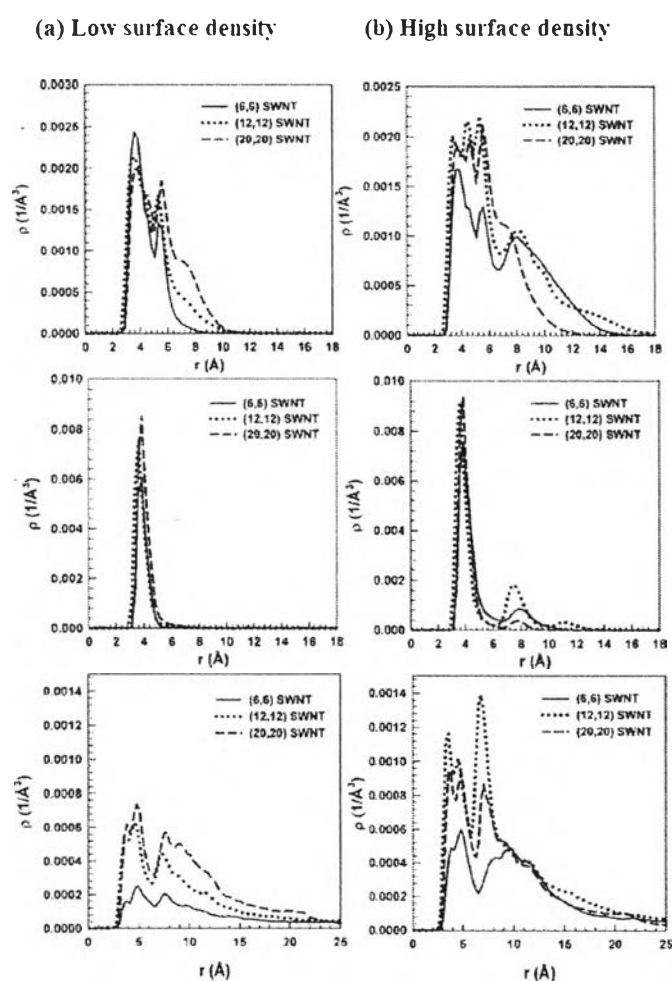 (a) Low surface density
(b) High surface density
0.0030
0.0025
0.0020
0.0015
0.0010
0.0005
0.0000
ρ (1/Å³)
(6,6) SWNT
(12,12) SWNT
(20,20) SWNT
0 2 4 6 8 10 12 14 16 18
r (Å)
0.0025
0.0020
0.0015
0.0010
0.0005
0.0000
ρ (1/Å³)
(6,6) SWNT
(12,12) SWNT
(20,20) SWNT
0 2 4 6 8 10 12 14 16 18
r (Å)
0.010
0.008
0.006
0.004
0.002
0.000
ρ (1/Å³)
(6,6) SWNT
(12,12) SWNT
(20,20) SWNT
0 2 4 6 8 10 12 14 16 18
r (Å)
0.010
0.008
0.006
0.004
0.002
0.000
ρ (1/Å³)
(6,6) SWNT
(12,12) SWNT
(20,20) SWNT
0 2 4 6 8 10 12 14 16 18
r (Å)
0.0014
0.0012
0.0010
0.0008
0.0006
0.0004
0.0002
0.0000
ρ (1/Å³)
(6,6) SWNT
(12,12) SWNT
(20,20) SWNT
0 5 10 15 20 25
r (Å)
0.0014
0.0012
0.0010
0.0008
0.0006
0.0004
0.0002
0.0000
ρ (1/Å³)
(6,6) SWNT
(12,12) SWNT
(20,20) SWNT
0 5 10 15 20 25
r (Å)